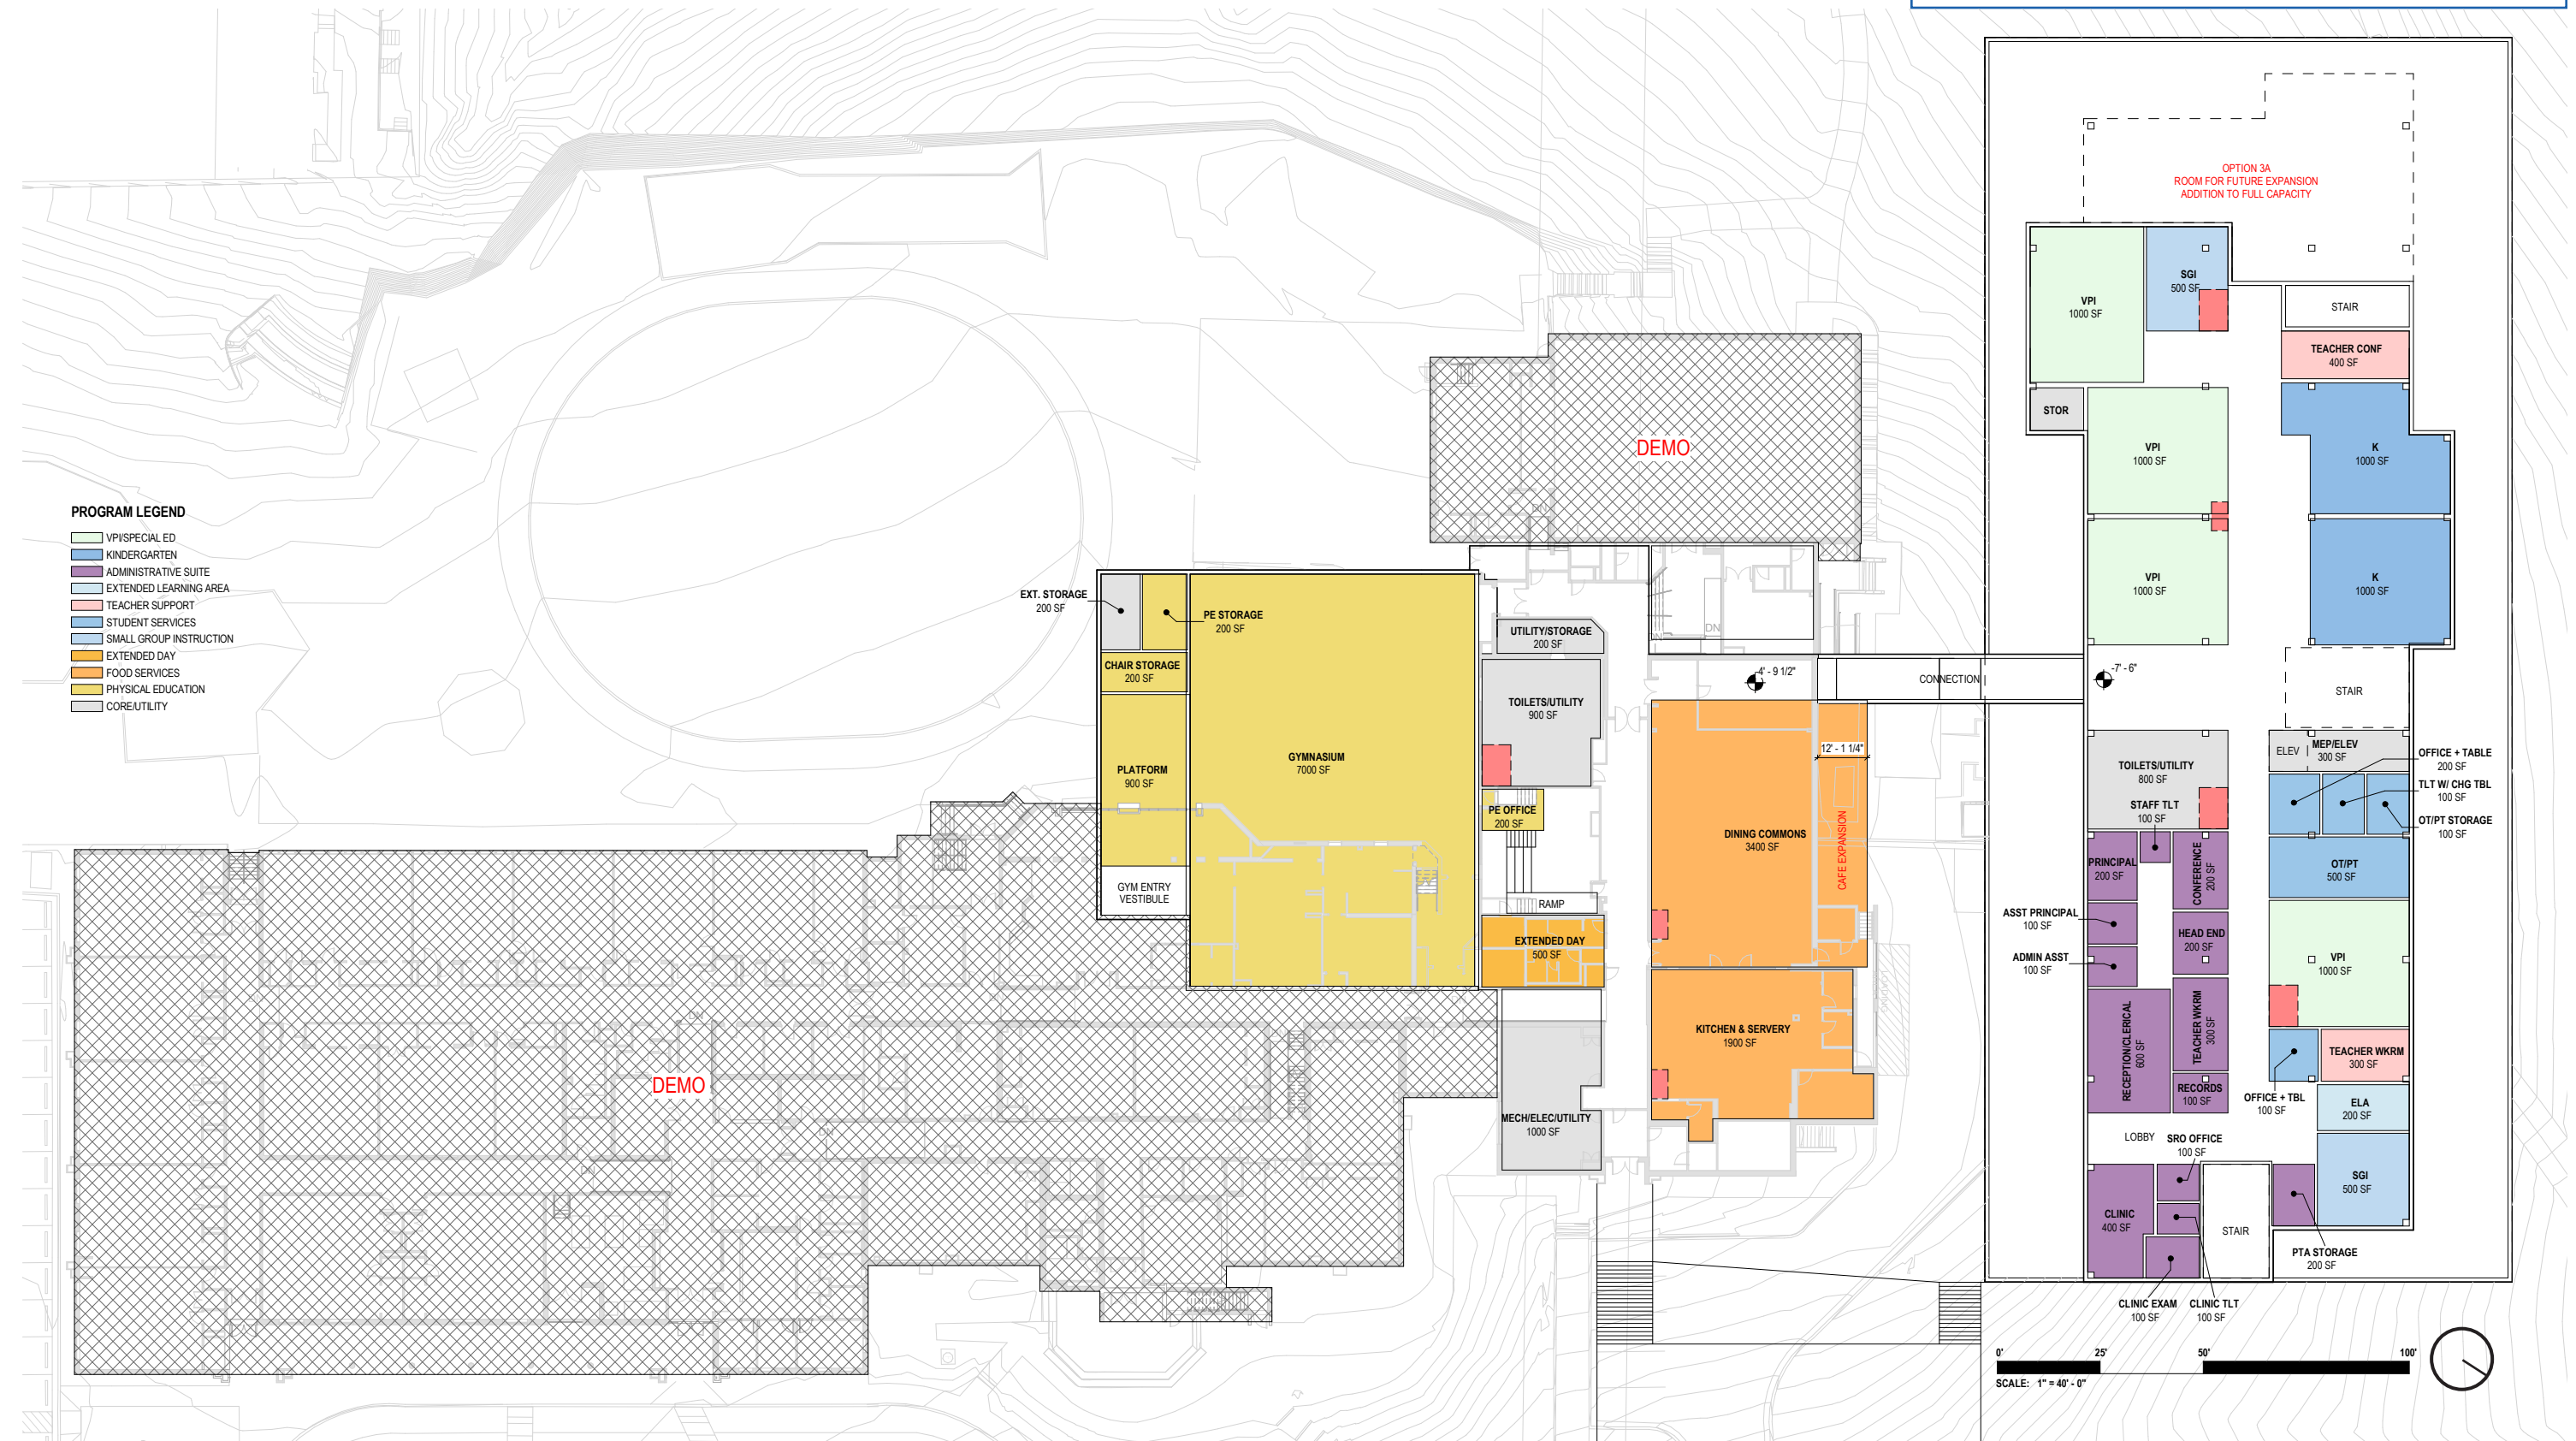 OPTION 3A
ROOM FOR FUTURE EXPANSION
ADDITION TO FULL CAPACITY
SGI
500 SF
VPI
1000 SF
STAIR
TEACHER CONF
400 SF
STOR
VPI
1000 SF
K
1000 SF
DEMO
PROGRAM LEGEND
VPI/SPECIAL ED
KINDERGARTEN
ADMINISTRATIVE SUITE
EXTENDED LEARNING AREA
TEACHER SUPPORT
STUDENT SERVICES
SMALL GROUP INSTRUCTION
EXTENDED DAY
FOOD SERVICES
PHYSICAL EDUCATION
CORE/UTILITY
VPI
1000 SF
K
1000 SF
DN
EXT. STORAGE
200 SF
PE STORAGE
200 SF
UTILITY/STORAGE
200 SF
DN
DN
CHAIR STORAGE
200 SF
TOILETS/UTILITY
900 SF
-4' - 9 1/2"
CONNECTION
-7' - 6"
STAIR
GYMNASIUM
7000 SF
PLATFORM
900 SF
12' - 1 1/4"
CAFE EXPANSION
DINING COMMONS
3400 SF
PE OFFICE
200 SF
TOILETS/UTILITY
800 SF
ELEV
MEP/ELEV
300 SF
OFFICE + TABLE
200 SF
TLT W/ CHG TBL
100 SF
OT/PT STORAGE
100 SF
STAFF TLT
100 SF
PRINCIPAL
200 SF
CONFERENCE
200 SF
OT/PT
500 SF
GYM ENTRY
VESTIBULE
RAMP
EXTENDED DAY
500 SF
ASST PRINCIPAL
100 SF
HEAD END
200 SF
ADMIN ASST
100 SF
VPI
1000 SF
KITCHEN & SERVERY
1900 SF
RECEPTION/CLERICAL
600 SF
TEACHER WKRM
300 SF
TEACHER WKRM
300 SF
RECORDS
100 SF
OFFICE + TBL
100 SF
ELA
200 SF
DN
DN
DEMO
DN
DN
MECH/ELEC/UTILITY
1000 SF
LOBBY
SRO OFFICE
100 SF
SGI
500 SF
CLINIC
400 SF
STAIR
PTA STORAGE
200 SF
CLINIC EXAM
100 SF
CLINIC TLT
100 SF
0'
25'
50'
100'
SCALE: 1" = 40' - 0"